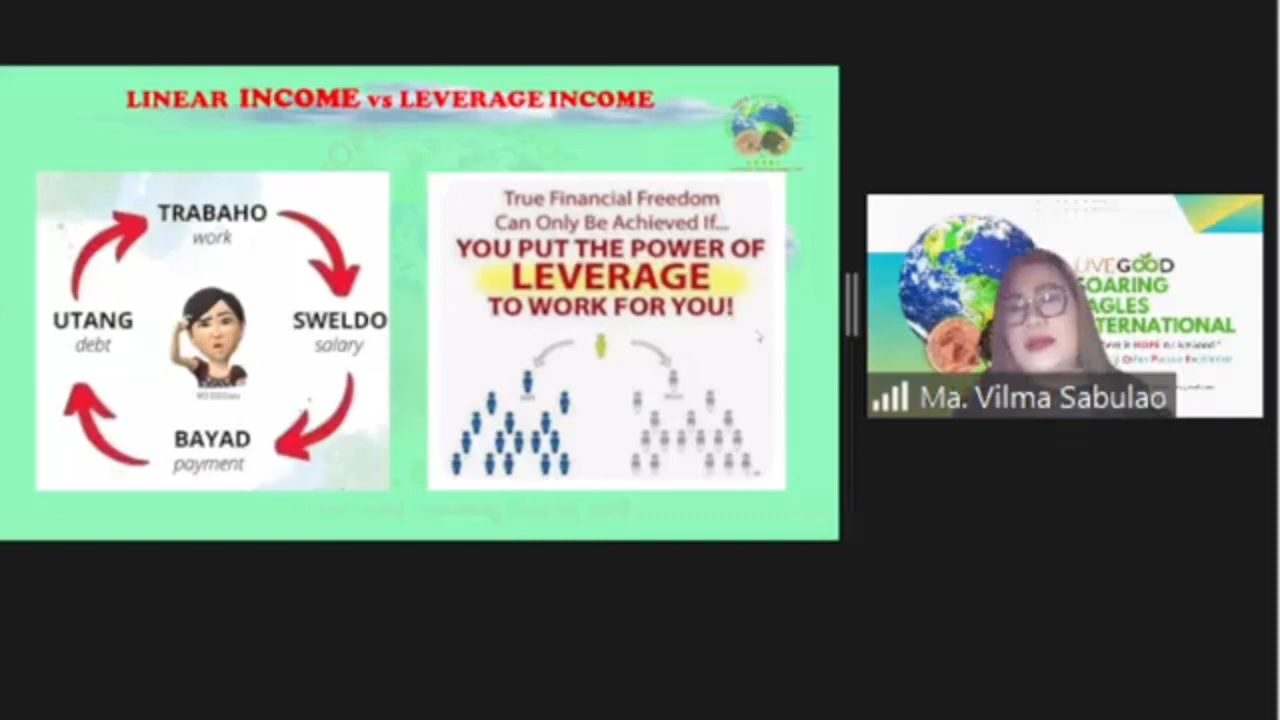 LINEAR INCOME vs LEVERAGE INCOME
TRABAHO
work
UTANG
debt
SWELDO
salary
BAYAD
payment
True Financial Freedom
Can Only Be Achieved If...
YOU PUT THE POWER OF
LEVERAGE
TO WORK FOR YOU!
LIVEGOOD
SOARING
EAGLES
INTERNATIONAL
Ma. Vilma Sabulao